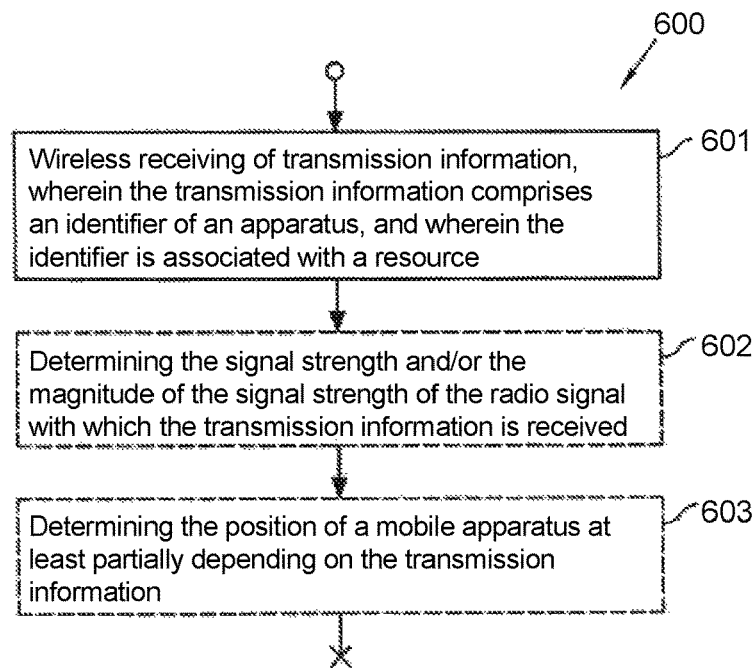 600
601
Wireless receiving of transmission information,
wherein the transmission information comprises
an identifier of an apparatus, and wherein the
identifier is associated with a resource
602
Determining the signal strength and/or the
magnitude of the signal strength of the radio signal
with which the transmission information is received
603
Determining the position of a mobile apparatus at
least partially depending on the transmission
information